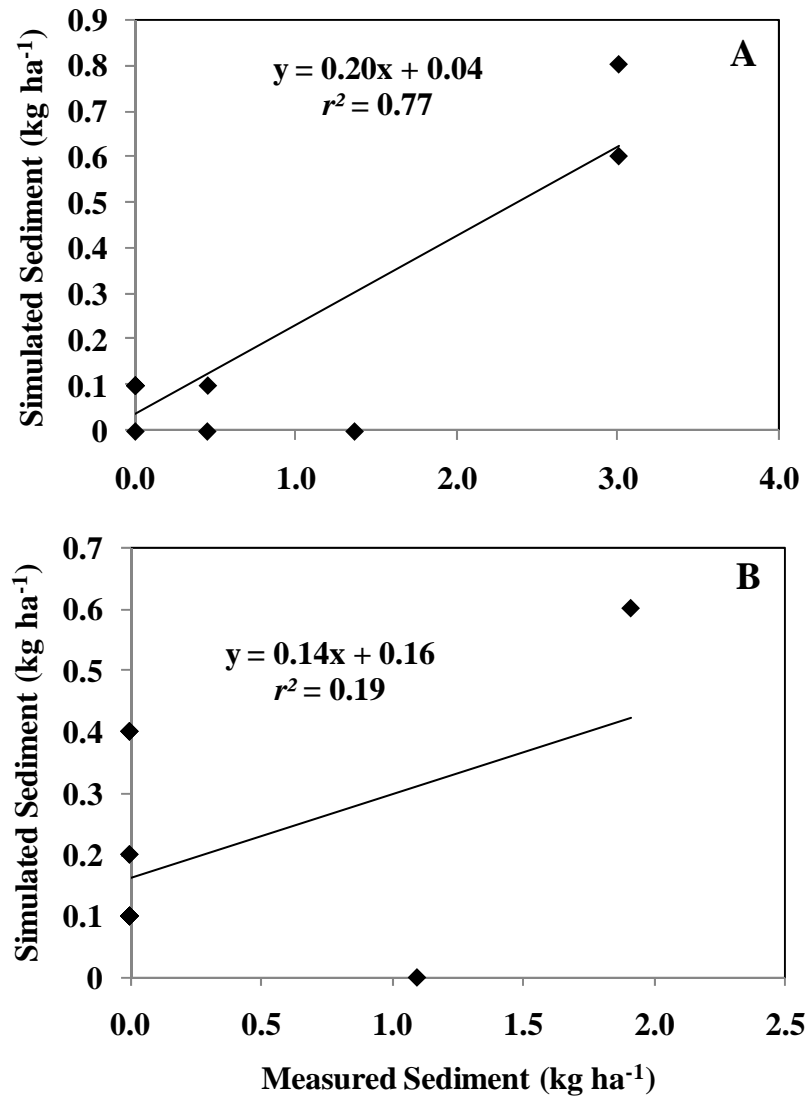 A
y = 0.20x + 0.04
r² = 0.77
Simulated Sediment (kg ha⁻¹)
0.9
0.8
0.7
0.6
0.5
0.4
0.3
0.2
0.1
0
0.0 1.0 2.0 3.0 4.0
B
y = 0.14x + 0.16
r² = 0.19
Simulated Sediment (kg ha⁻¹)
0.7
0.6
0.5
0.4
0.3
0.2
0.1
0
0.0 0.5 1.0 1.5 2.0 2.5
Measured Sediment (kg ha⁻¹)